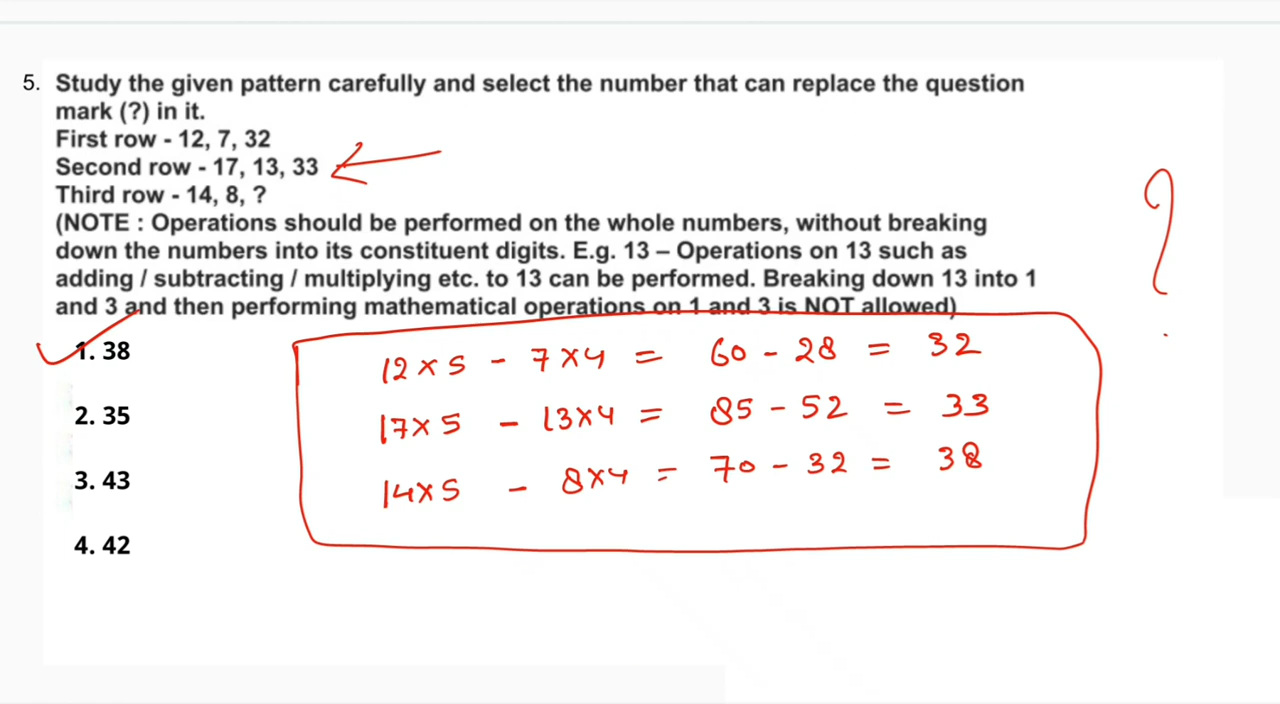 5. Study the given pattern carefully and select the number that can replace the question
mark (?) in it.
First row - 12, 7, 32
Second row - 17, 13, 33
Third row - 14, 8, ?
(NOTE : Operations should be performed on the whole numbers, without breaking
down the numbers into its constituent digits. E.g. 13 – Operations on 13 such as
adding / subtracting / multiplying etc. to 13 can be performed. Breaking down 13 into 1
and 3 and then performing mathematical operations on 1 and 3 is NOT allowed)
1. 38
2. 35
3. 43
4. 42
12 x 5 - 7 x 4 = 60 - 28 = 32
17 x 5 - 13 x 4 = 85 - 52 = 33
14 x 5 - 8 x 4 = 70 - 32 = 38
?